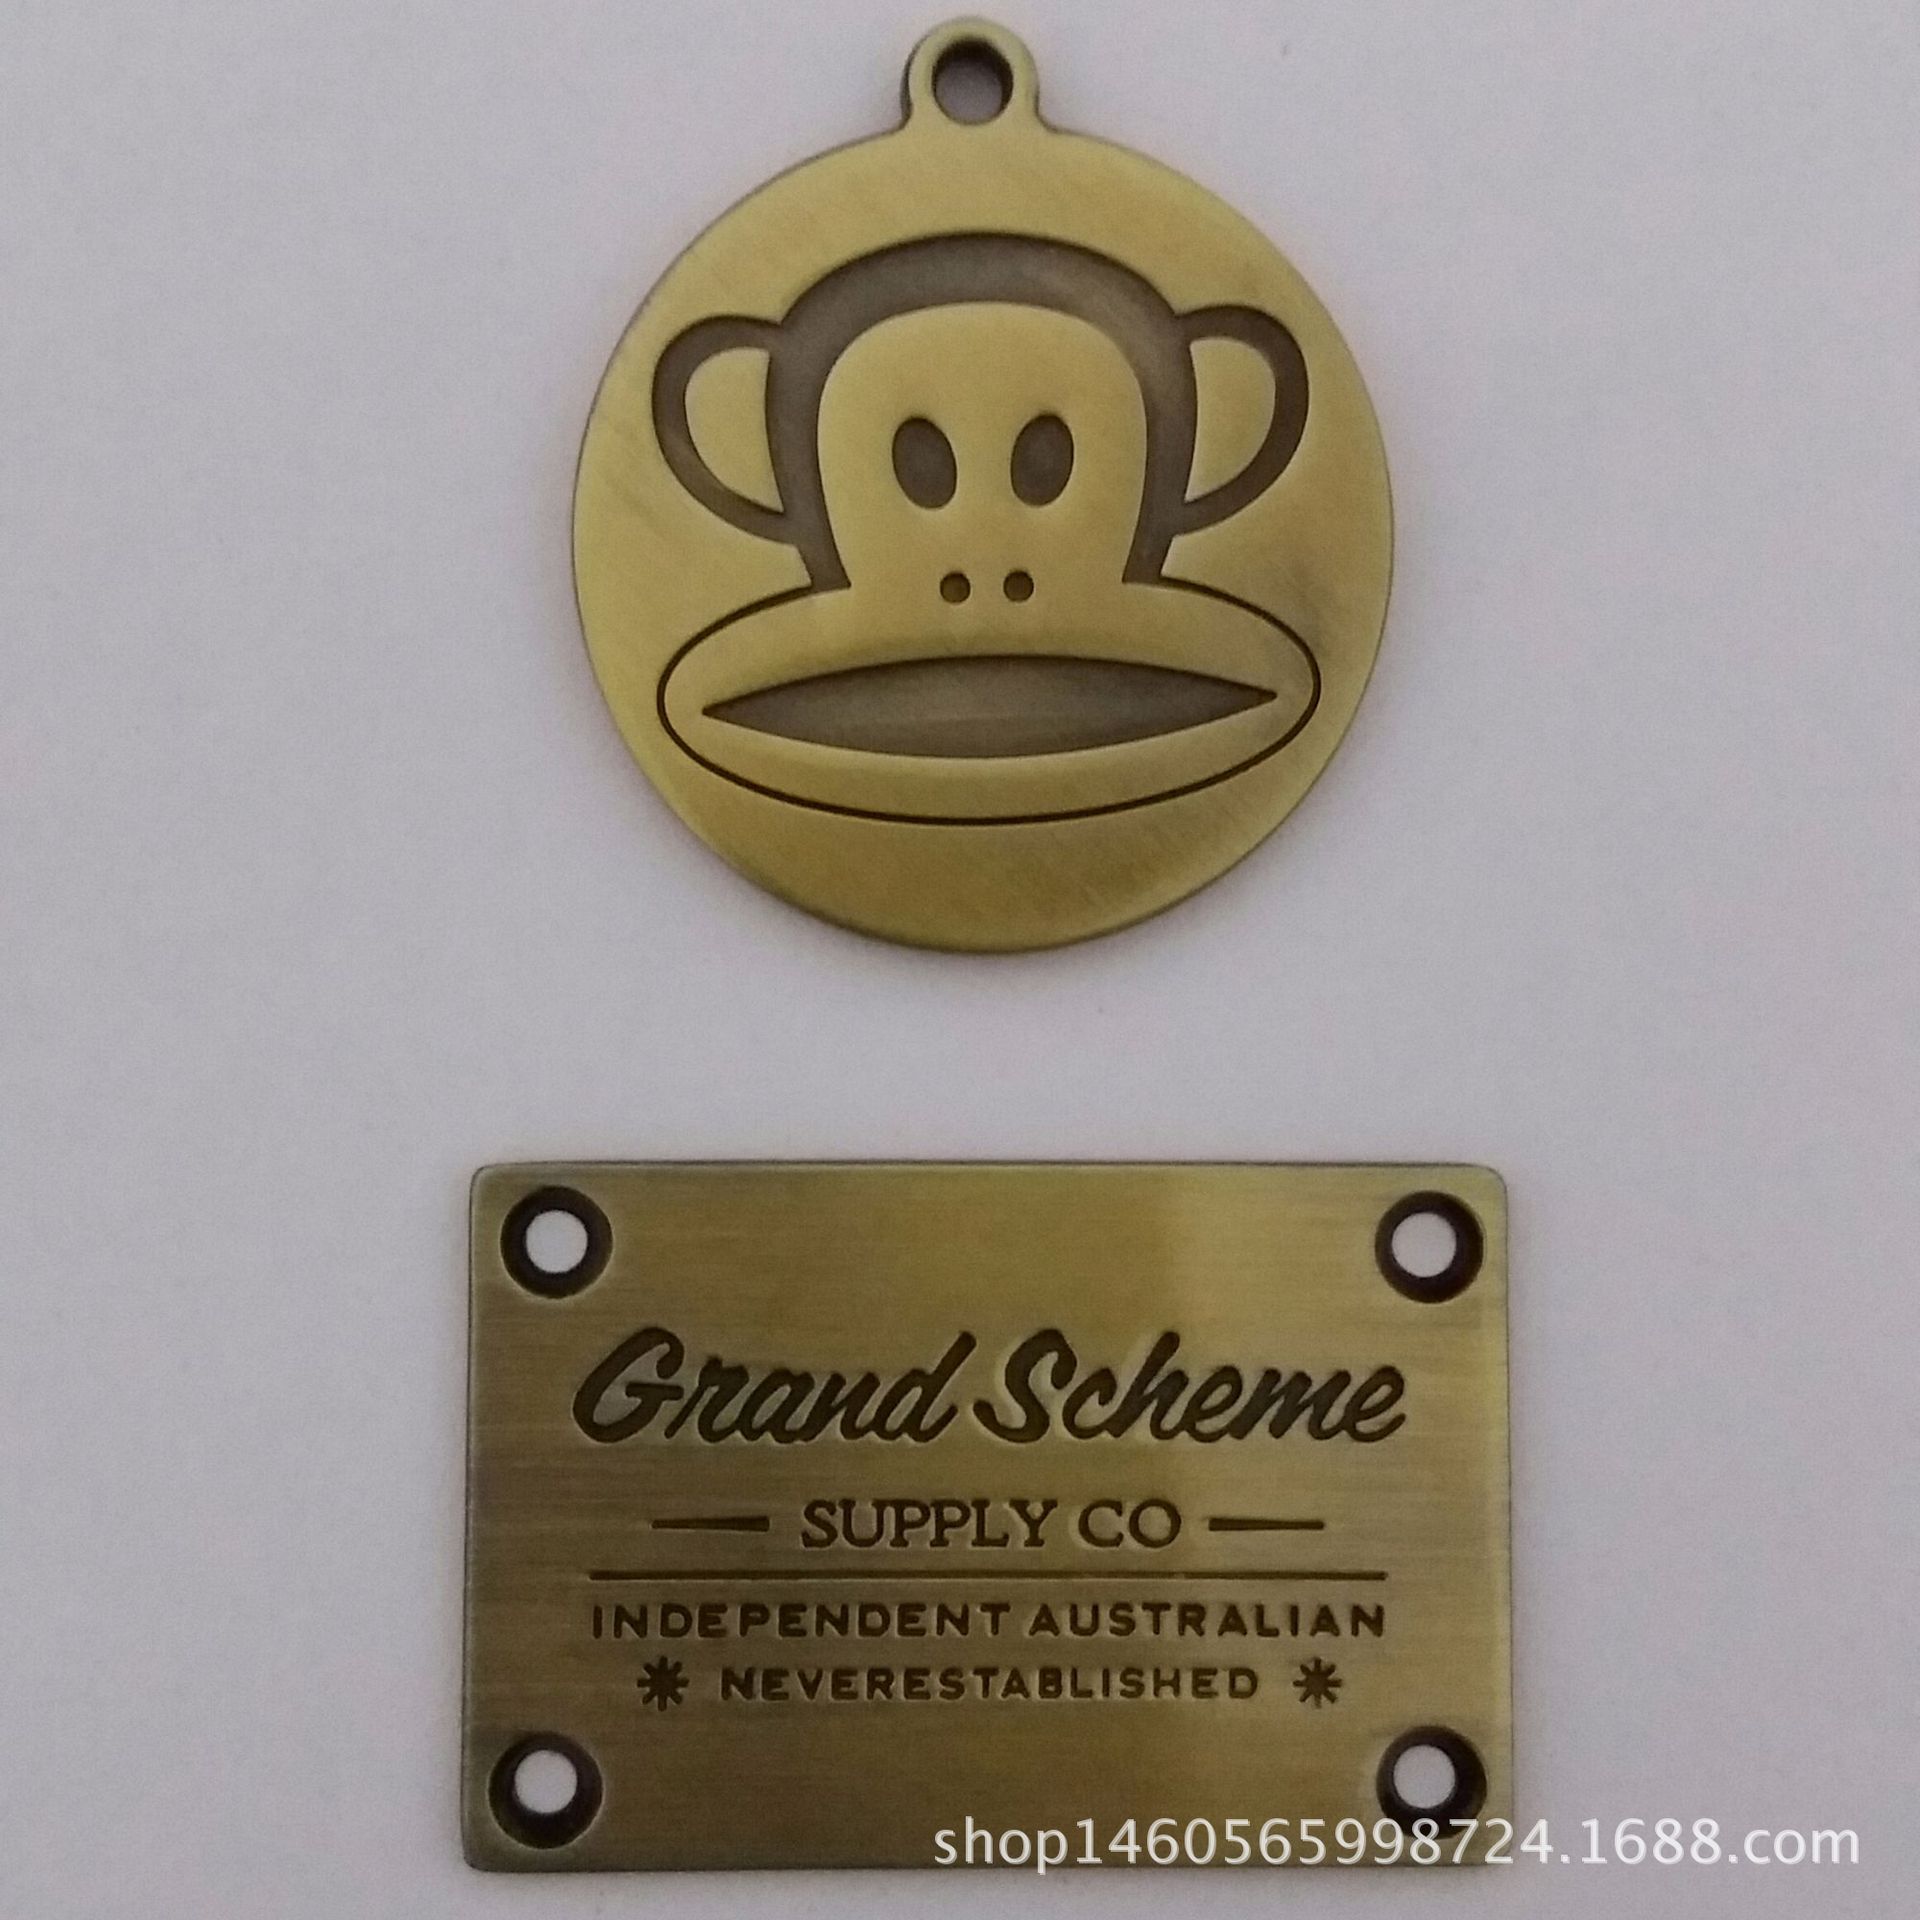 Grand Scheme
SUPPLY CO
INDEPENDENT AUSTRALIAN
NEVERESTABLISHED
shop1460565998724.1688.com